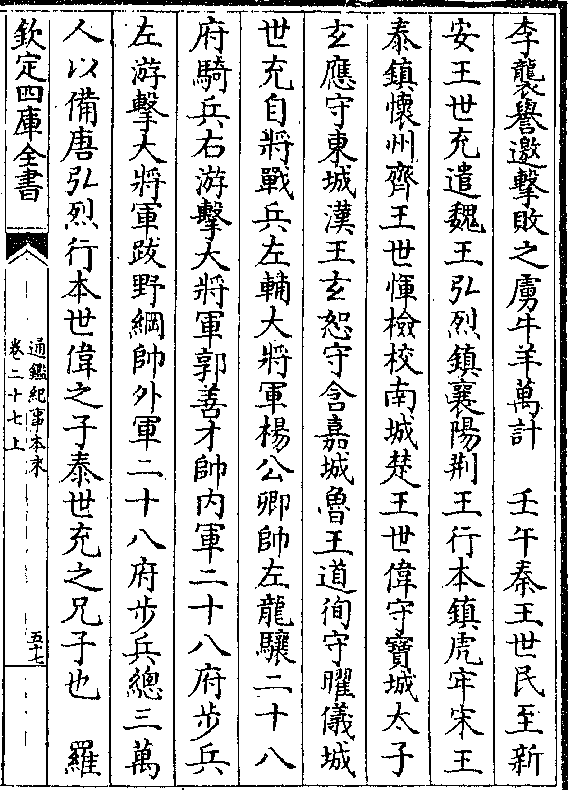 李襲譽邀擊敗之虜牛羊萬計　壬午秦王世民至新
安王世充遣魏王弘烈鎮襄陽荆王行本鎮虎牢宋王
泰鎮懷州齊王世惲檢校南城楚王世偉守寶城太子
玄應守東城漢王玄恕守含嘉城魯王道徇守曜儀城
世充自將戰兵左輔大將軍楊公卿帥左龍驤二十八
府騎兵右游擊大將軍郭善才帥内軍二十八府步兵
左游擊大將軍跋野綱帥外軍二十八府步兵總三萬
人以備唐弘烈行本世偉之子泰世充之兄子也　羅
欽定四庫全書
通鑑紀事本末
卷二十七上
五十七